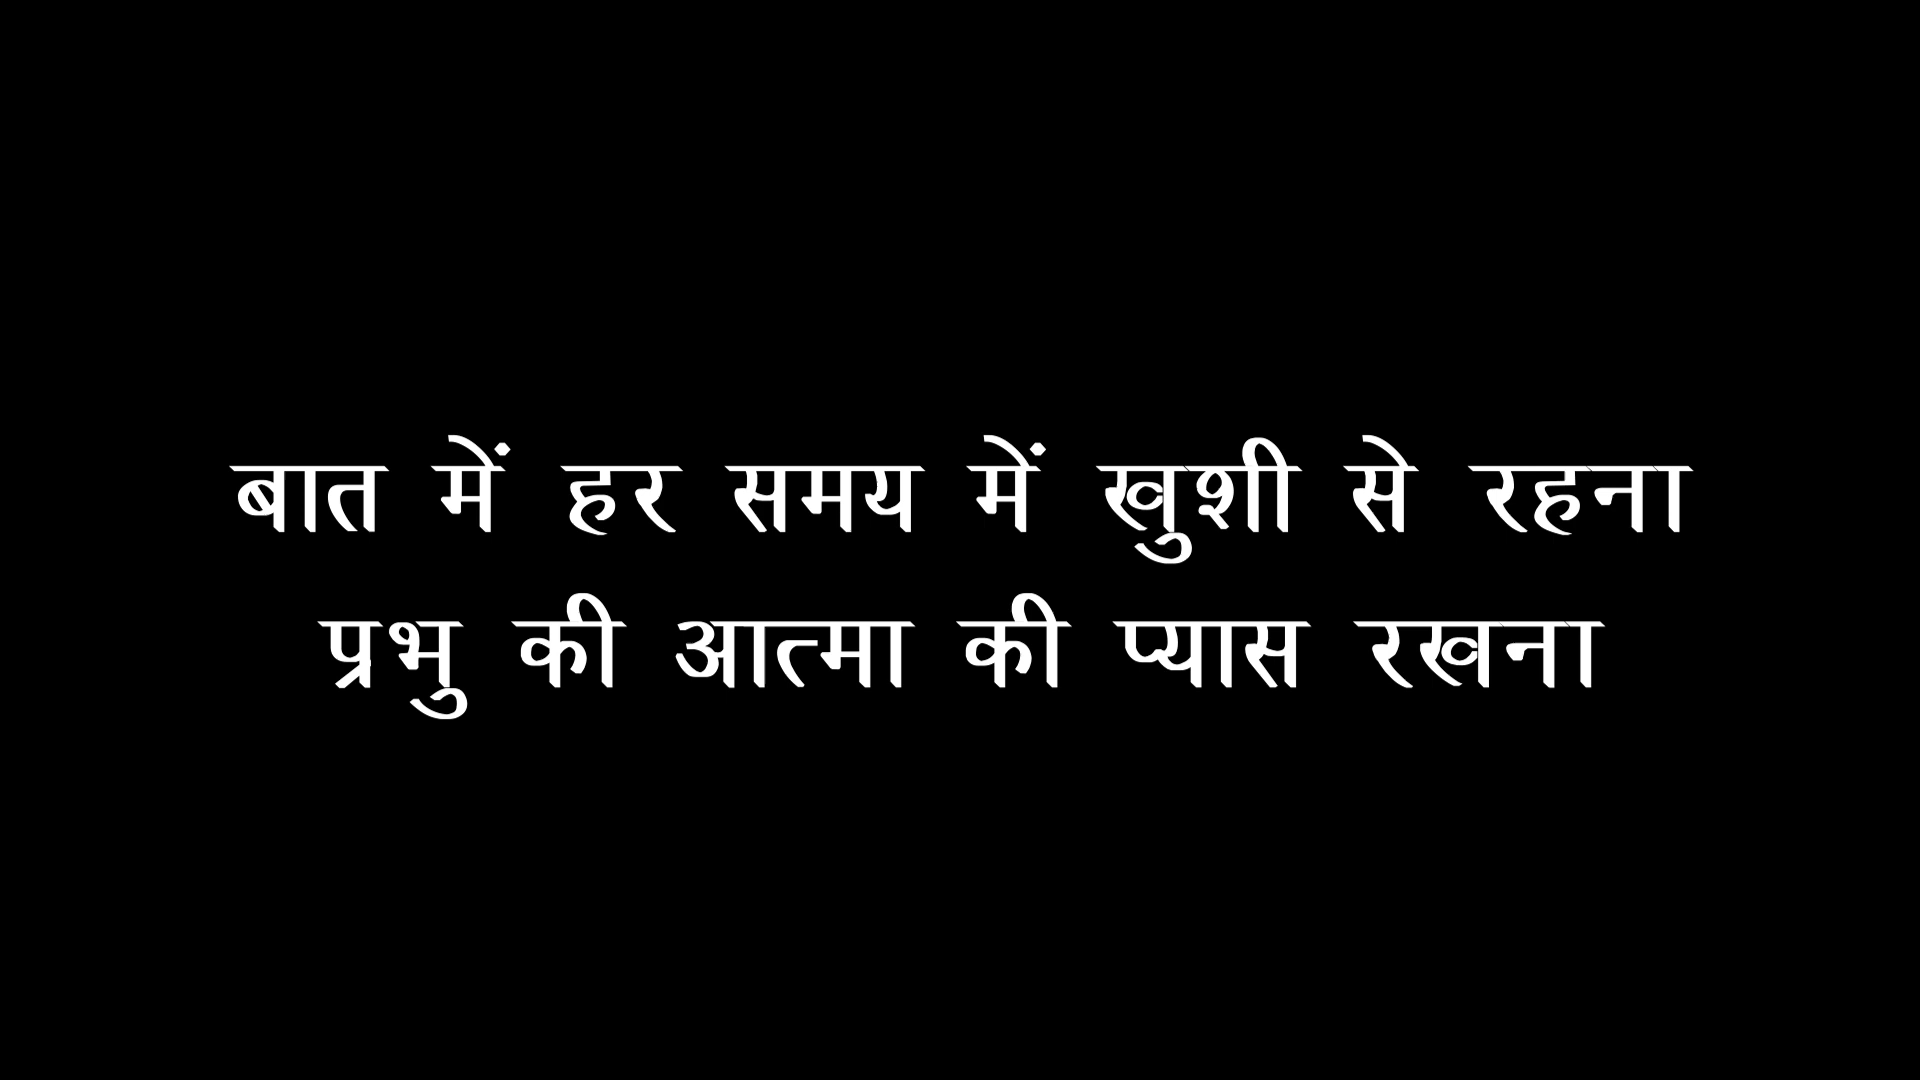 बात में हर समय में खुशी से रहना
प्रभु की आत्मा की प्यास रखना